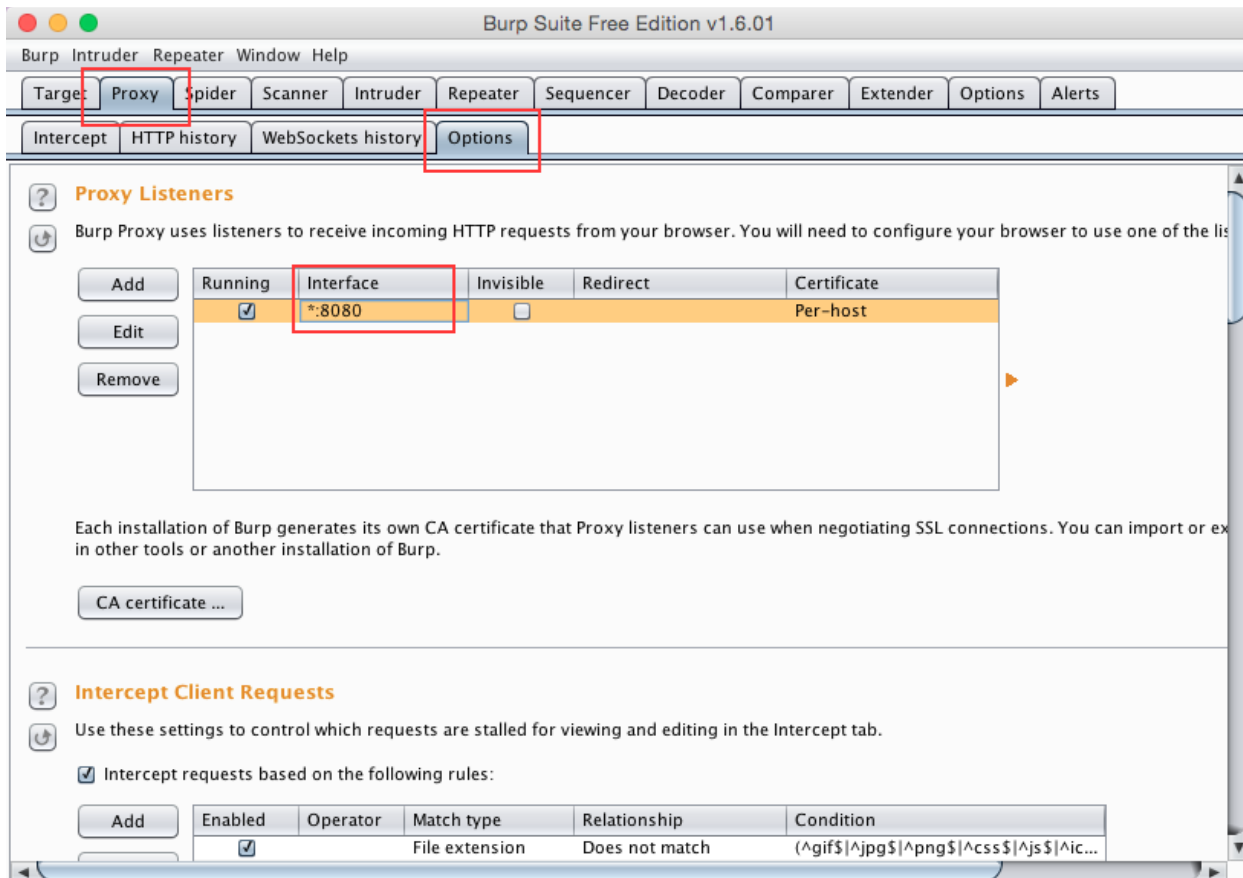 Burp Suite Free Edition v1.6.01
Burp Intruder Repeater Window Help
Target Proxy Spider Scanner Intruder Repeater Sequencer Decoder Comparer Extender Options Alerts
Intercept HTTP history WebSockets history Options
? Proxy Listeners
Burp Proxy uses listeners to receive incoming HTTP requests from your browser. You will need to configure your browser to use one of the lis
Add Running Interface Invisible Redirect Certificate
*:8080 Per-host
Edit
Remove
Each installation of Burp generates its own CA certificate that Proxy listeners can use when negotiating SSL connections. You can import or ex
in other tools or another installation of Burp.
CA certificate ...
? Intercept Client Requests
Use these settings to control which requests are stalled for viewing and editing in the Intercept tab.
Intercept requests based on the following rules:
Add Enabled Operator Match type Relationship Condition
File extension Does not match (^gif$|^jpg$|^png$|^css$|^js$|^ic...